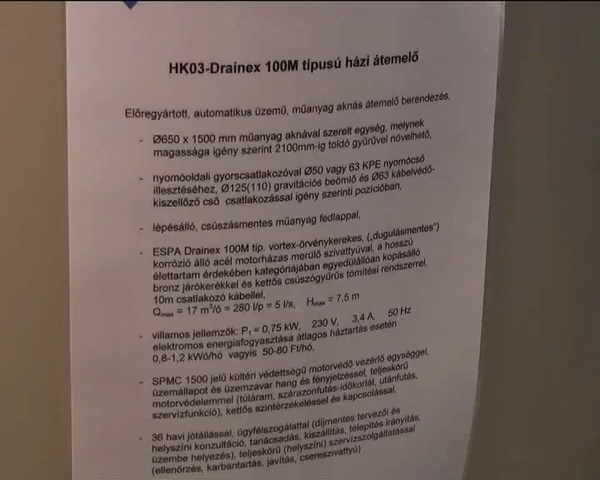 HK03-Drainex 100M típusú házi átemelő
Előregyártott, automatikus üzemű, műanyag aknás átemelő berendezés,
- Ø650 x 1500 mm műanyag aknával szerelt egység, melynek
magassága igény szerint 2100mm-ig toldó gyűrűvel növelhető,
- nyomóoldali gyorscsatlakozóval Ø50 vagy 63 KPE nyomócső
illesztéséhez, Ø125(110) gravitációs beömlő és Ø63 kábelvédő-
kiszellőző cső csatlakozással igény szerinti pozícióban,
- lépésálló, csúszásmentes műanyag fedlappal,
- ESPA Drainex 100M típ. vortex-örvénykerekes, („dugulásmentes")
korrózió álló acél motorházas merülő szivattyúval, a hosszú
élettartam érdekében kategóriájában egyedülállóan kopásálló
bronz járókerékkel és kettős csúszógyűrűs tömítési rendszerrel,
10m csatlakozó kábellel,
Qmax = 17 m³/ó = 280 l/p = 5 l/s, Hmax = 7,5 m
- villamos jellemzők: P₁ = 0,75 kW, 230 V, 3,4 A, 50 Hz
elektromos energiafogyasztása átlagos háztartás esetén
0,8-1,2 kWó/hó vagyis 50-80 Ft/hó,
- SPMC 1500 jelű kültéri védettségű motorvédő vezérlő egységgel,
üzemállapot és üzemzavar hang és fényjelzéssel, teljeskörű
motorvédelemmel (túláram, szárazonfutás-időkorlát, utánfutás,
szervizfunkció), kettős szintérzékeléssel és kapcsolással,
- 36 havi jótállással, ügyfélszogálattal (díjmentes tervezői és
helyszíni konzultáció, tanácsadás, kiszállítás, telepítés irányítás,
üzembe helyezés), teljeskörű (helyszíni) szervizszolgáltatással
(ellenőrzés, karbantartás, javítás, csereszivattyú)